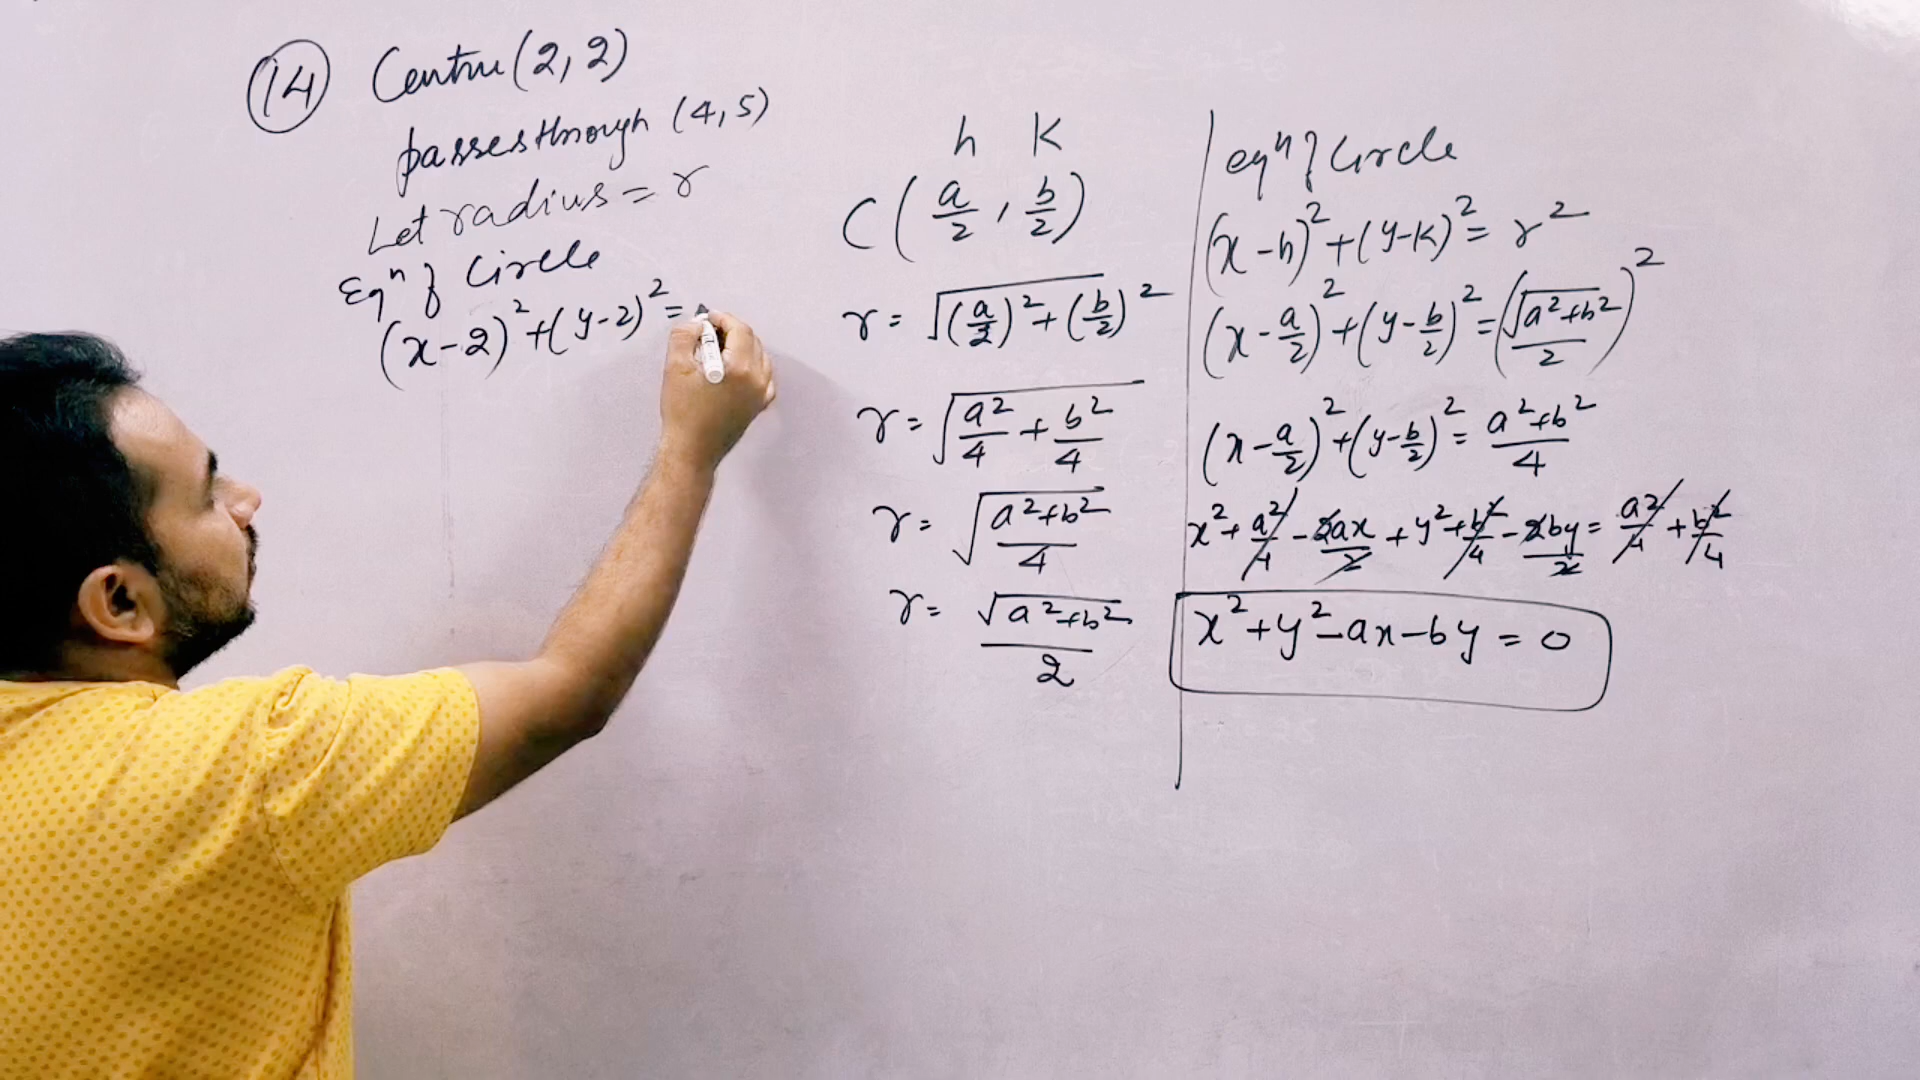 14 Centre (2, 2)
passes through (4, 5)
Let radius = r
Eqⁿ of Circle
(x-2)² + (y-2)² =
h k
C (a/2, b/2)
r = √((a/2)² + (b/2)²)
r = √(a²/4 + b²/4)
r = √((a²+b²)/4)
r = √(a²+b²)/2
eqⁿ of Circle
(x-h)² + (y-k)² = r²
(x-a/2)² + (y-b/2)² = (√(a²+b²)/2)²
(x-a/2)² + (y-b/2)² = (a²+b²)/4
x² + a²/4 - 2ax/2 + y² + b²/4 - 2by/2 = a²/4 + b²/4
x² + y² - ax - by = 0